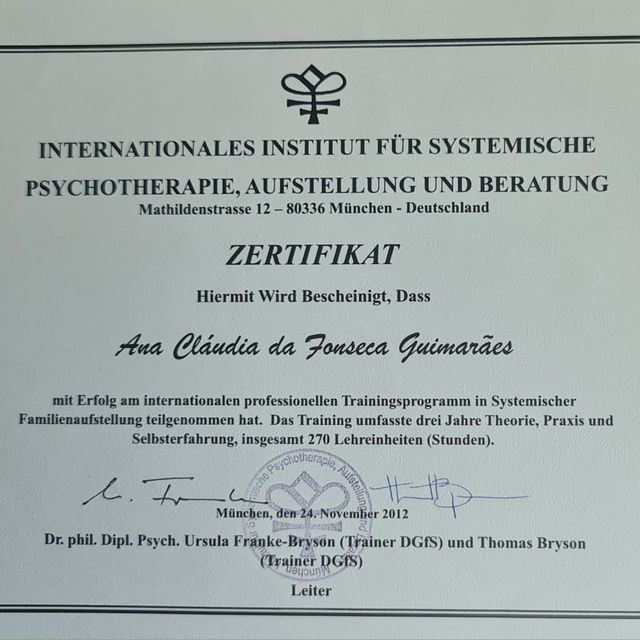 INTERNATIONALES INSTITUT FÜR SYSTEMISCHE
PSYCHOTHERAPIE, AUFSTELLUNG UND BERATUNG
Mathildenstrasse 12 – 80336 München - Deutschland
ZERTIFIKAT
Hiermit Wird Bescheinigt, Dass
Ana Cláudia da Fonseca Guimarães
mit Erfolg am internationalen professionellen Trainingsprogramm in Systemischer
Familienaufstellung teilgenommen hat. Das Training umfasste drei Jahre Theorie, Praxis und
Selbsterfahrung, insgesamt 270 Lehreinheiten (Stunden).
Psychotherapie, Aufstellung
München
München, den 24. November 2012
Dr. phil. Dipl. Psych. Ursula Franke-Bryson (Trainer DGfS) und Thomas Bryson
(Trainer DGfS)
Leiter